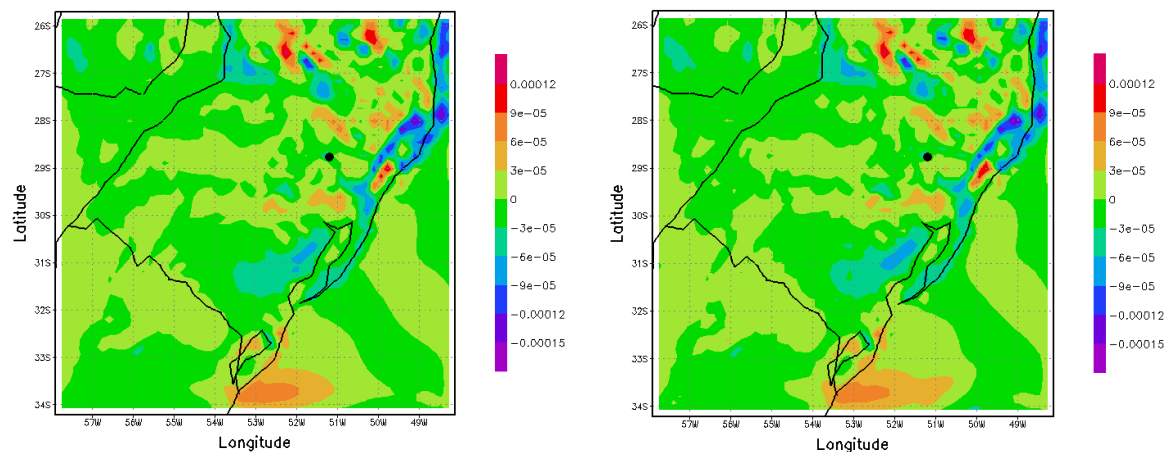 26S
27S
28S
29S
30S
31S
32S
33S
34S
Latitude
57W 56W 55W 54W 53W 52W 51W 50W 49W
Longitude
0.00012
9e-05
6e-05
3e-05
0
-3e-05
-6e-05
-9e-05
-0.00012
-0.00015
26S
27S
28S
29S
30S
31S
32S
33S
34S
Latitude
57W 56W 55W 54W 53W 52W 51W 50W 49W
Longitude
0.00012
9e-05
6e-05
3e-05
0
-3e-05
-6e-05
-9e-05
-0.00012
-0.00015